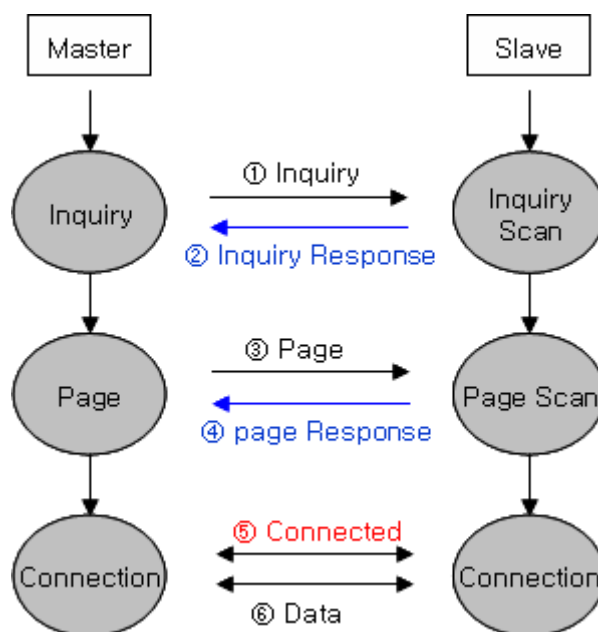 Master
Slave
① Inquiry
Inquiry
Inquiry
Scan
② Inquiry Response
③ Page
Page
Page Scan
④ page Response
⑤ Connected
Connection
Connection
⑥ Data